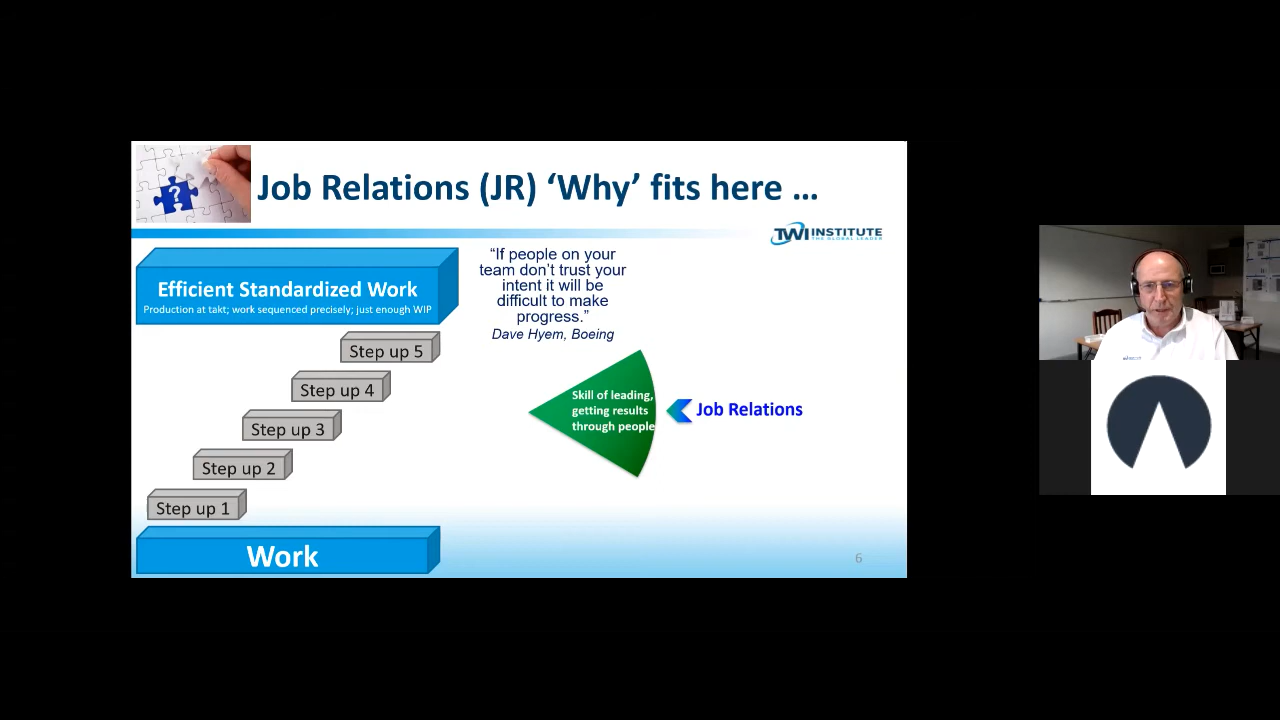 Job Relations (JR) ‘Why’ fits here …
TWI INSTITUTE
THE GLOBAL LEADER
?
Efficient Standardized Work
Production at takt; work sequenced precisely; just enough WIP
“If people on your
team don’t trust your
intent it will be
difficult to make
progress.”
Dave Hyem, Boeing
Step up 5
Step up 4
Step up 3
Step up 2
Step up 1
Work
Skill of leading,
getting results
through people
Job Relations
6